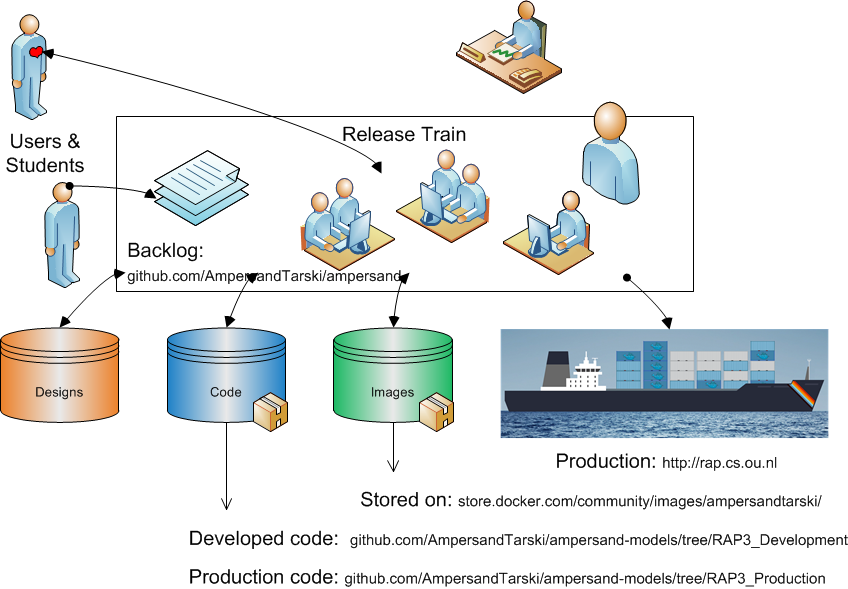 Release Train
Users &
Students
Backlog:
github.com/AmpersandTarski/ampersand
Designs
Code
Images
Production: http://rap.cs.ou.nl
Stored on: store.docker.com/community/images/ampersandtarski/
Developed code: github.com/AmpersandTarski/ampersand-models/tree/RAP3_Development
Production code: github.com/AmpersandTarski/ampersand-models/tree/RAP3_Production